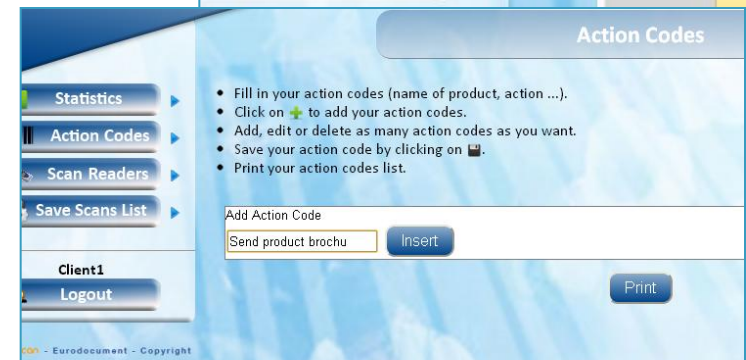 Action Codes
Statistics
Action Codes
Scan Readers
Save Scans List
Client1
Logout
• Fill in your action codes (name of product, action ...).
• Click on to add your action codes.
• Add, edit or delete as many action codes as you want.
• Save your action code by clicking on .
• Print your action codes list.
Add Action Code
Send product brochu
Insert
Print
- Eurodocument - Copyright